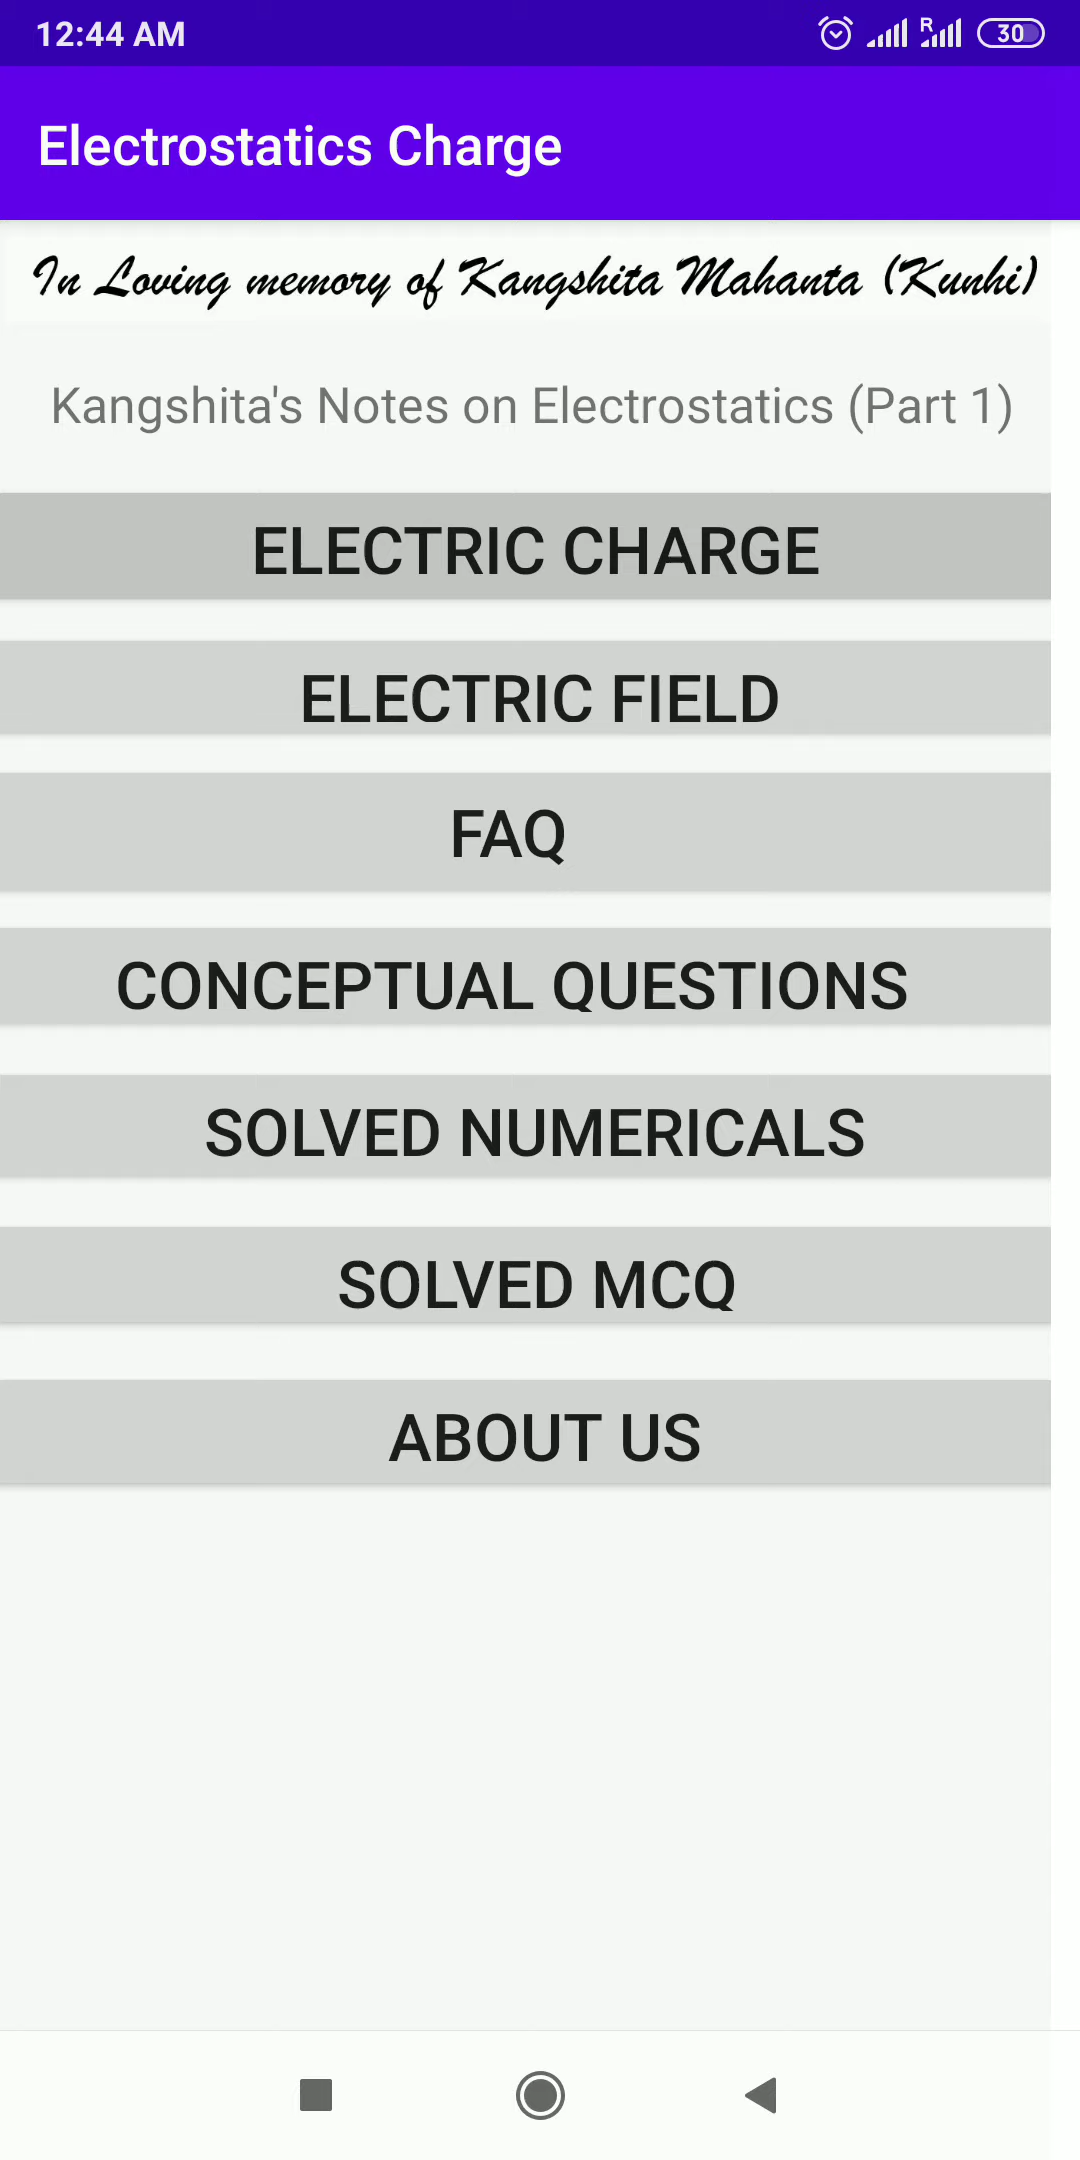 12:44 AM R 30
Electrostatics Charge
In Loving memory of Kangshita Mahanta (Kunhi)
Kangshita's Notes on Electrostatics (Part 1)
ELECTRIC CHARGE
ELECTRIC FIELD
FAQ
CONCEPTUAL QUESTIONS
SOLVED NUMERICALS
SOLVED MCQ
ABOUT US